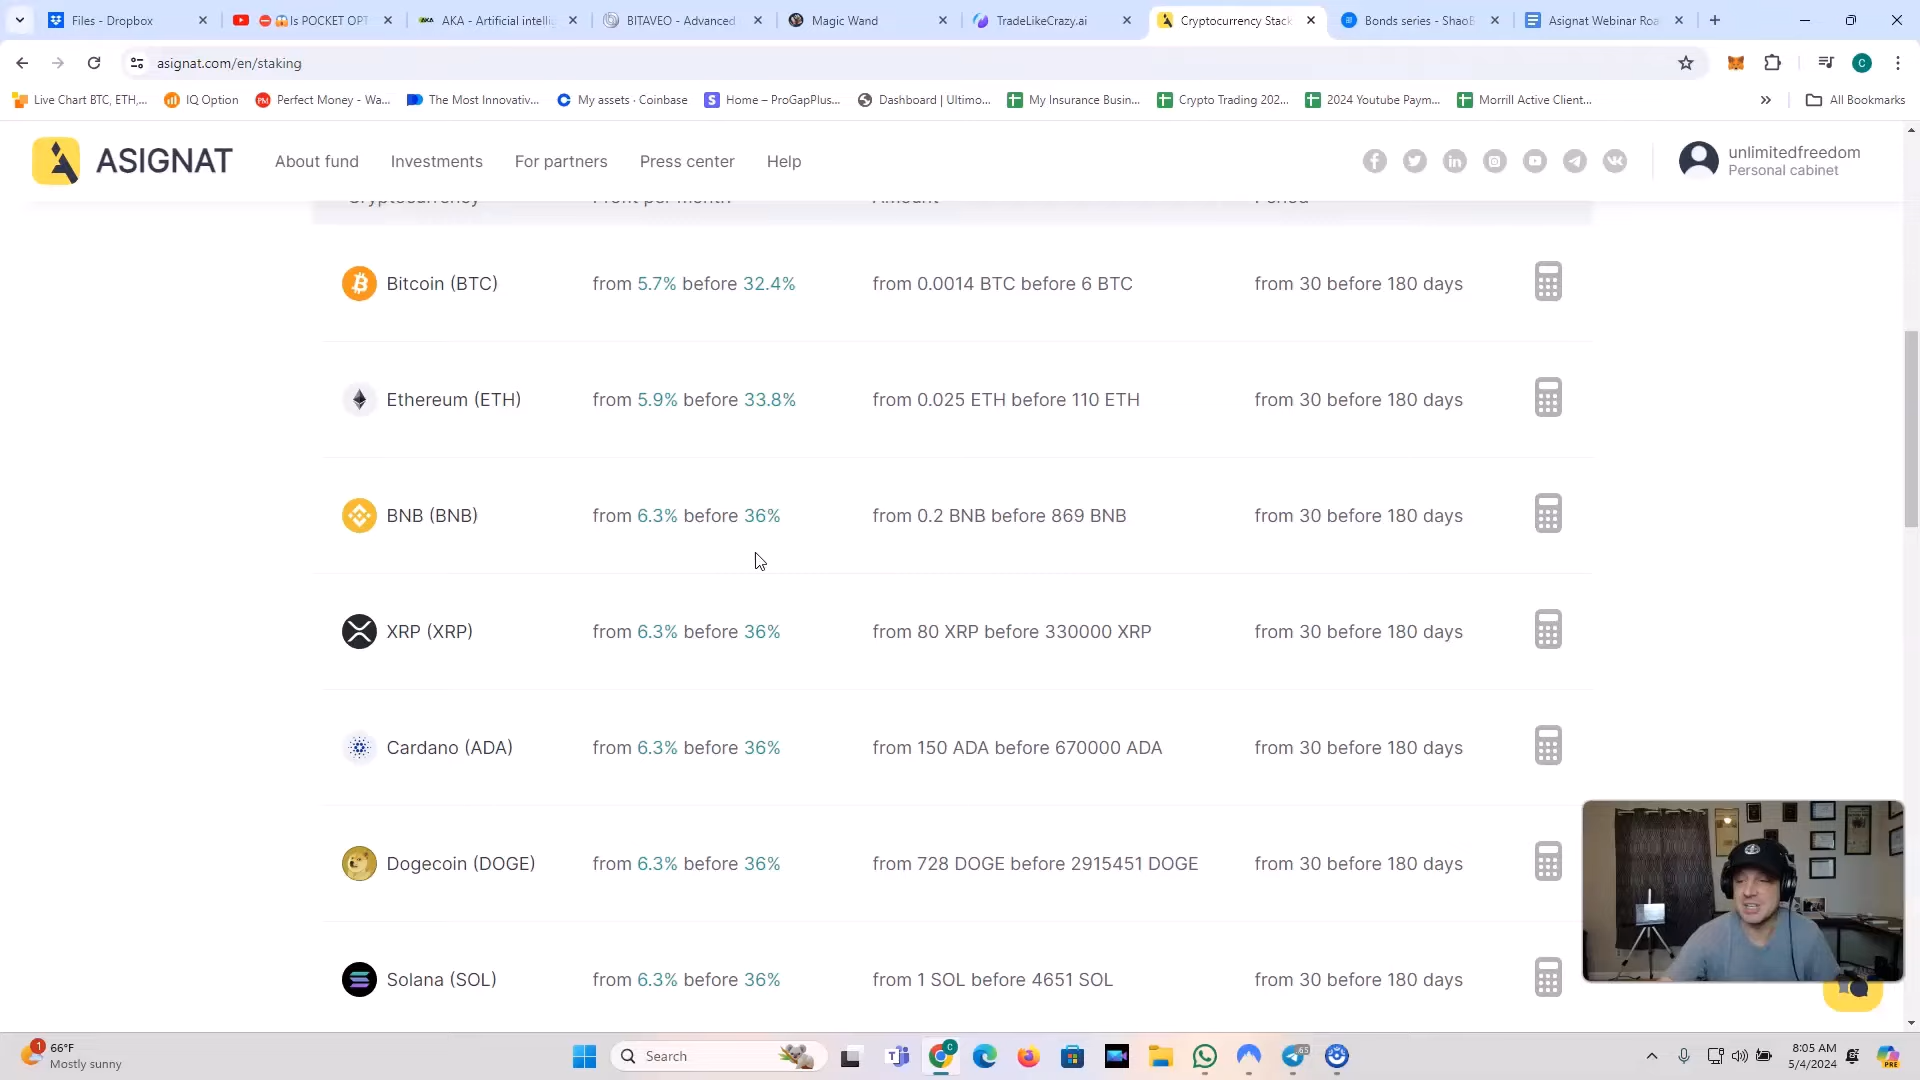 Files - Dropbox
Is POCKET OPT
AKA - Artificial intellig
BITAVEO - Advanced
Magic Wand
TradeLikeCrazy.ai
Cryptocurrency Stack
Bonds series - ShaoB
Asignat Webinar Roa
asignat.com/en/staking
Live Chart BTC, ETH,...
IQ Option
Perfect Money - Wa...
The Most Innovativ...
My assets · Coinbase
Home – ProGapPlus...
Dashboard | Ultimo...
My Insurance Busin...
Crypto Trading 202...
2024 Youtube Paym...
Morrill Active Client...
All Bookmarks
ASIGNAT
About fund
Investments
For partners
Press center
Help
unlimitedfreedom
Personal cabinet
Cryptocurrency Profit per month Amount Period
Bitcoin (BTC) from 5.7% before 32.4% from 0.0014 BTC before 6 BTC from 30 before 180 days
Ethereum (ETH) from 5.9% before 33.8% from 0.025 ETH before 110 ETH from 30 before 180 days
BNB (BNB) from 6.3% before 36% from 0.2 BNB before 869 BNB from 30 before 180 days
XRP (XRP) from 6.3% before 36% from 80 XRP before 330000 XRP from 30 before 180 days
Cardano (ADA) from 6.3% before 36% from 150 ADA before 670000 ADA from 30 before 180 days
Dogecoin (DOGE) from 6.3% before 36% from 728 DOGE before 2915451 DOGE from 30 before 180 days
Solana (SOL) from 6.3% before 36% from 1 SOL before 4651 SOL from 30 before 180 days
1
66°F
Mostly sunny
Search
8:05 AM
5/4/2024